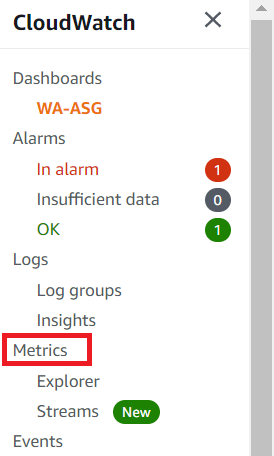 CloudWatch
Dashboards
WA-ASG
Alarms
In alarm 1
Insufficient data 0
OK 1
Logs
Log groups
Insights
Metrics
Explorer
Streams New
Events